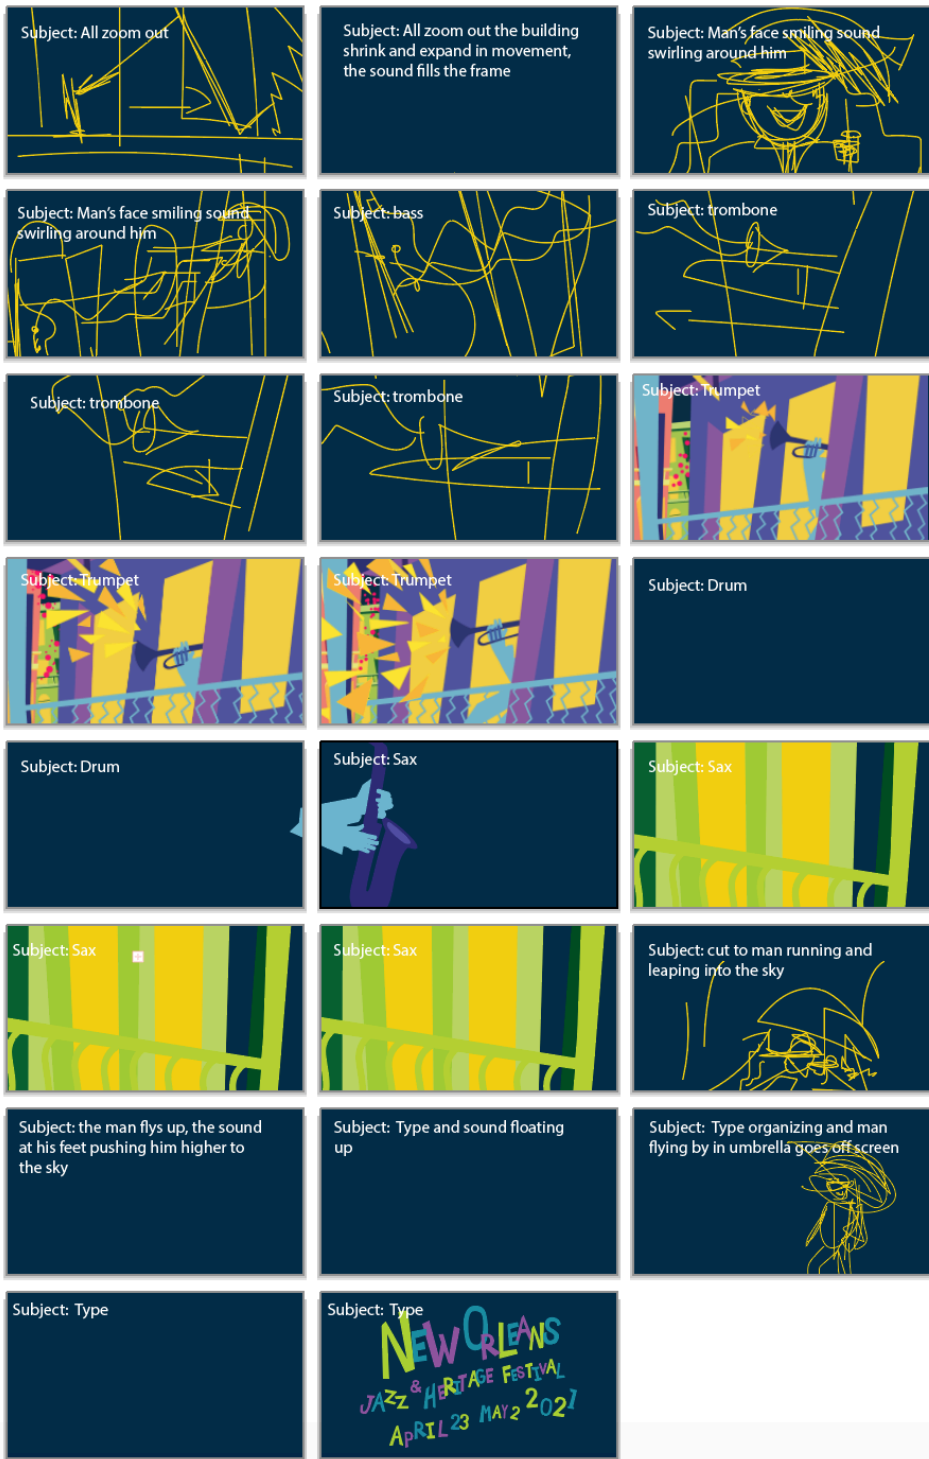 Subject: All zoom out
Subject: All zoom out the building
shrink and expand in movement,
the sound fills the frame
Subject: Man's face smiling sound
swirling around him
Subject: Man's face smiling sound
swirling around him
Subject: bass
Subject: trombone
Subject: trombone
Subject: trombone
Subject: Trumpet
Subject: Trumpet
Subject: Trumpet
Subject: Drum
Subject: Drum
Subject: Sax
Subject: Sax
Subject: Sax
Subject: Sax
Subject: cut to man running and
leaping into the sky
Subject: the man flys up, the sound
at his feet pushing him higher to
the sky
Subject: Type and sound floating
up
Subject: Type organizing and man
flying by in umbrella goes off screen
Subject: Type
Subject: Type
NEW ORLEANS
JAZZ & HERITAGE FESTIVAL
APRIL 23 MAY 2 2021